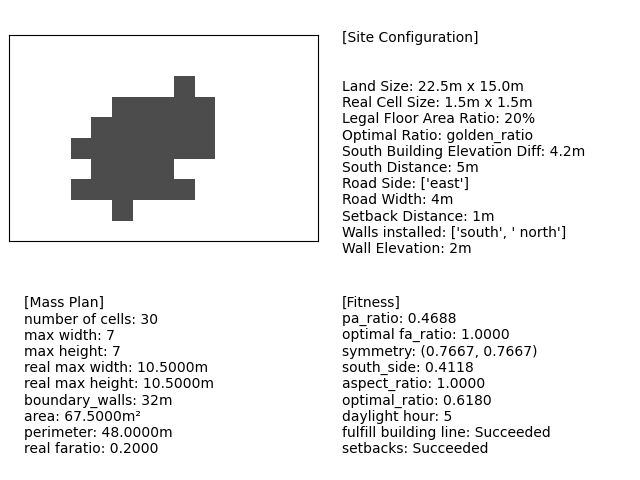 [Site Configuration]
Land Size: 22.5m x 15.0m
Real Cell Size: 1.5m x 1.5m
Legal Floor Area Ratio: 20%
Optimal Ratio: golden_ratio
South Building Elevation Diff: 4.2m
South Distance: 5m
Road Side: ['east']
Road Width: 4m
Setback Distance: 1m
Walls installed: ['south', ' north']
Wall Elevation: 2m
[Mass Plan]
number of cells: 30
max width: 7
max height: 7
real max width: 10.5000m
real max height: 10.5000m
boundary_walls: 32m
area: 67.5000m²
perimeter: 48.0000m
real faratio: 0.2000
[Fitness]
pa_ratio: 0.4688
optimal fa_ratio: 1.0000
symmetry: (0.7667, 0.7667)
south_side: 0.4118
aspect_ratio: 1.0000
optimal_ratio: 0.6180
daylight hour: 5
fulfill building line: Succeeded
setbacks: Succeeded